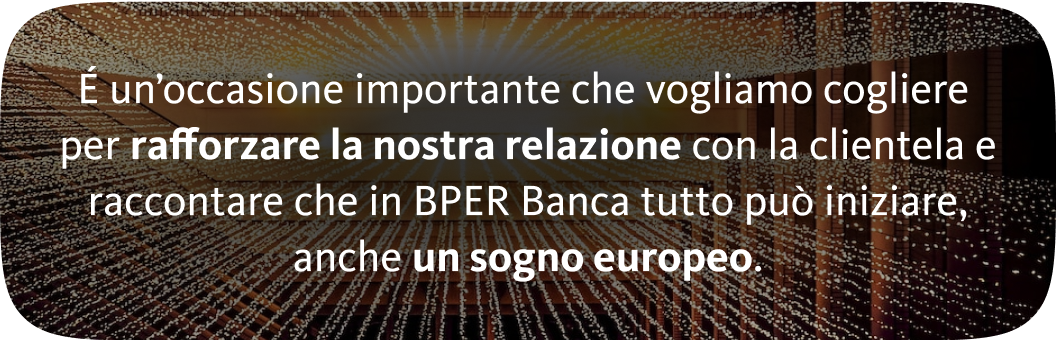 É un’occasione importante che vogliamo cogliere
per rafforzare la nostra relazione con la clientela e
raccontare che in BPER Banca tutto può iniziare,
anche un sogno europeo.